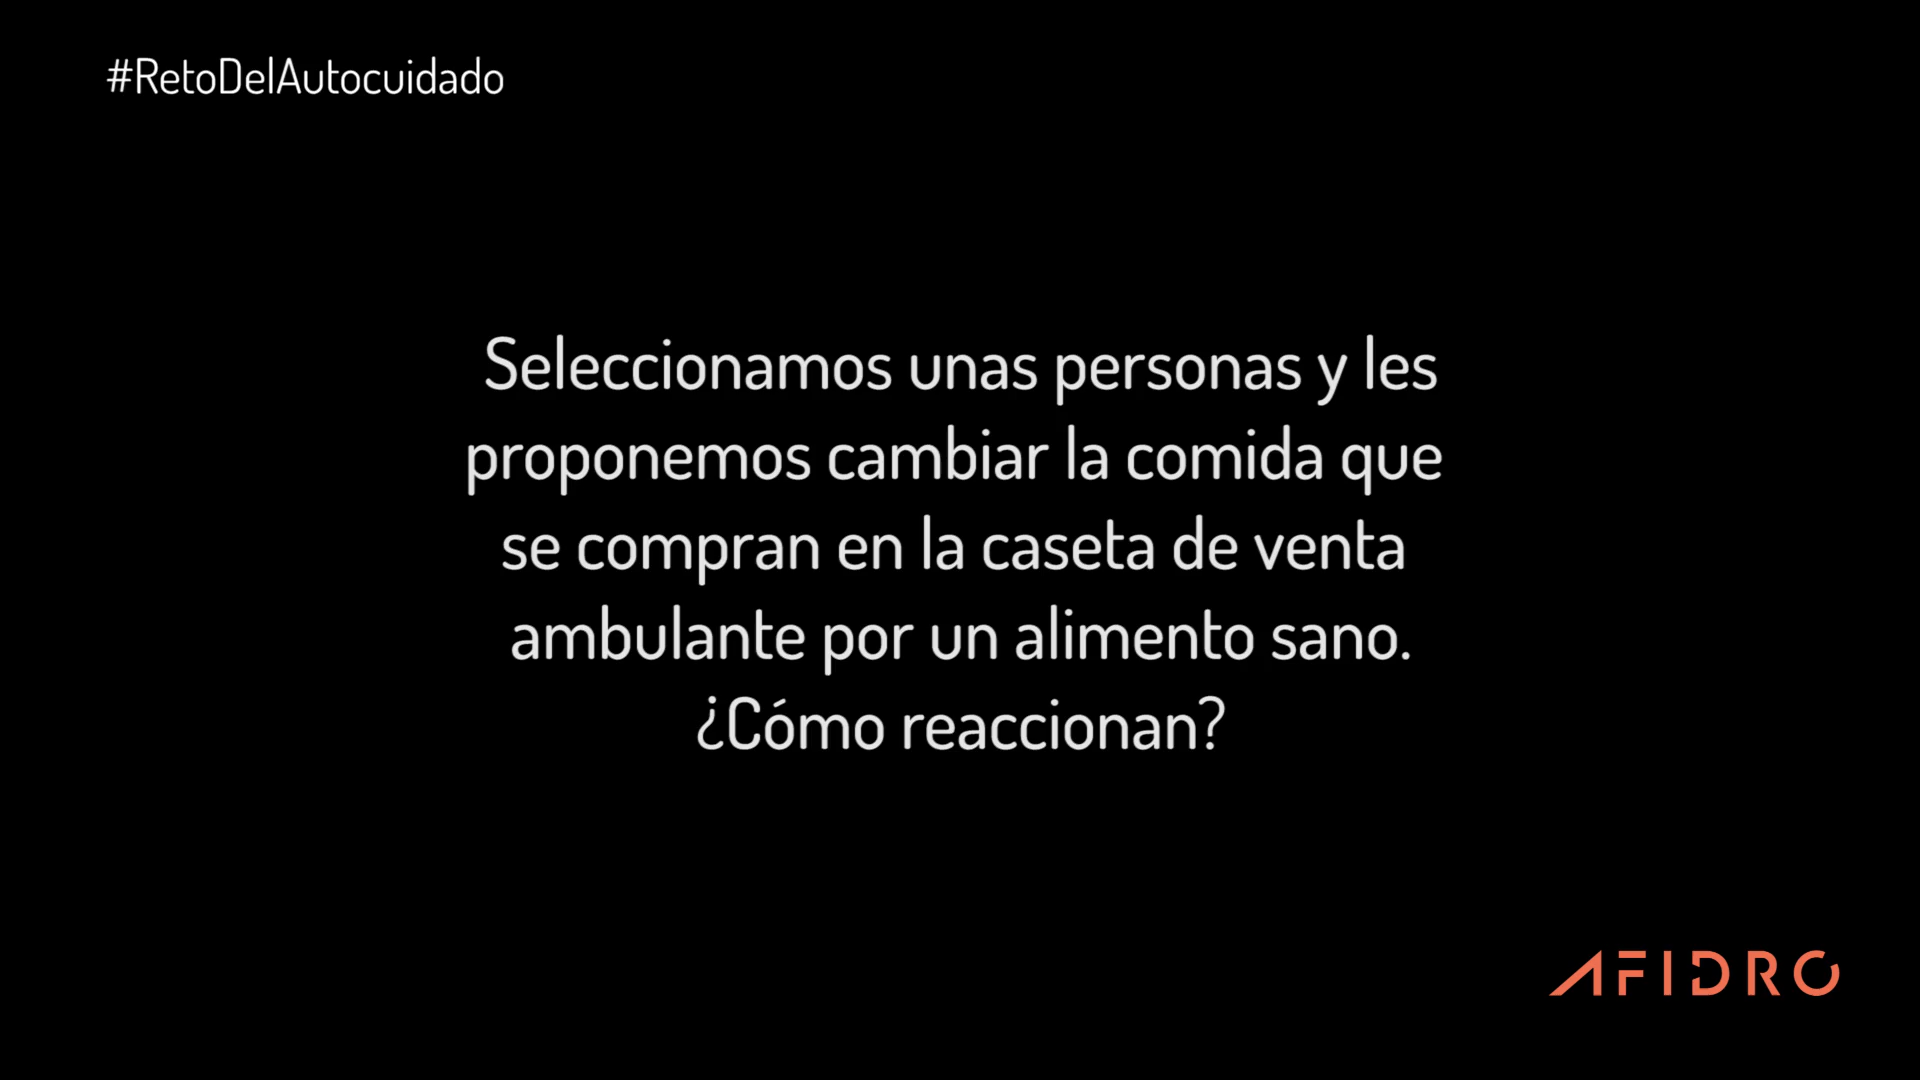 #RetoDelAutocuidado
Seleccionamos unas personas y les
proponemos cambiar la comida que
se compran en la caseta de venta
ambulante por un alimento sano.
¿Cómo reaccionan?
AFIDRO